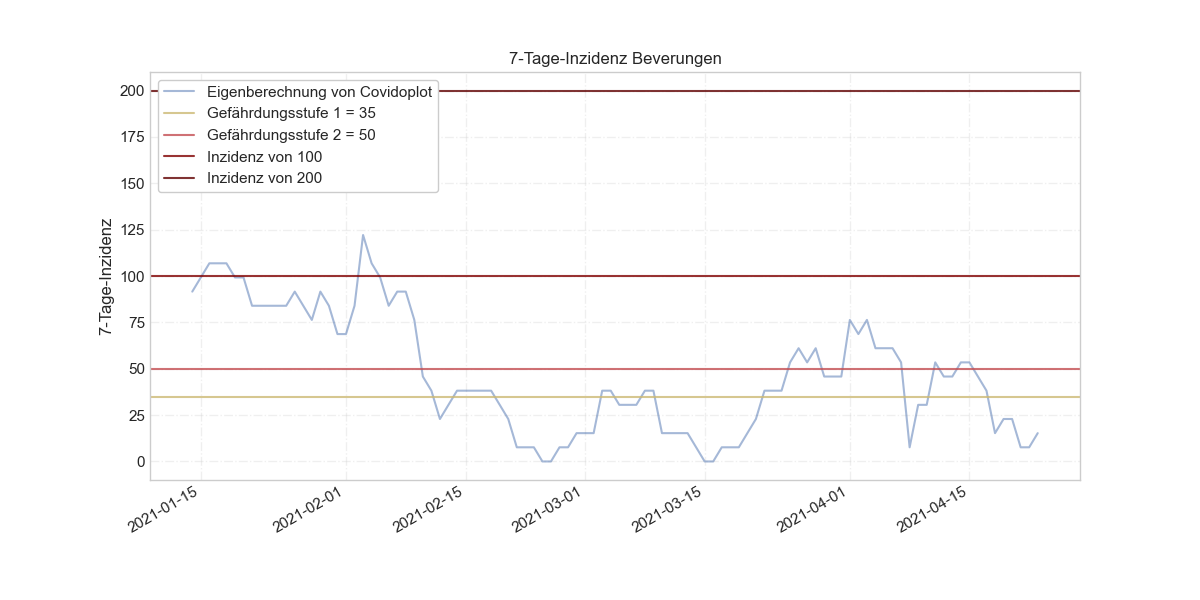 7-Tage-Inzidenz Beverungen
Eigenberechnung von Covidoplot
Gefährdungsstufe 1 = 35
Gefährdungsstufe 2 = 50
Inzidenz von 100
Inzidenz von 200
7-Tage-Inzidenz
200
175
150
125
100
75
50
25
0
2021-01-15
2021-02-01
2021-02-15
2021-03-01
2021-03-15
2021-04-01
2021-04-15